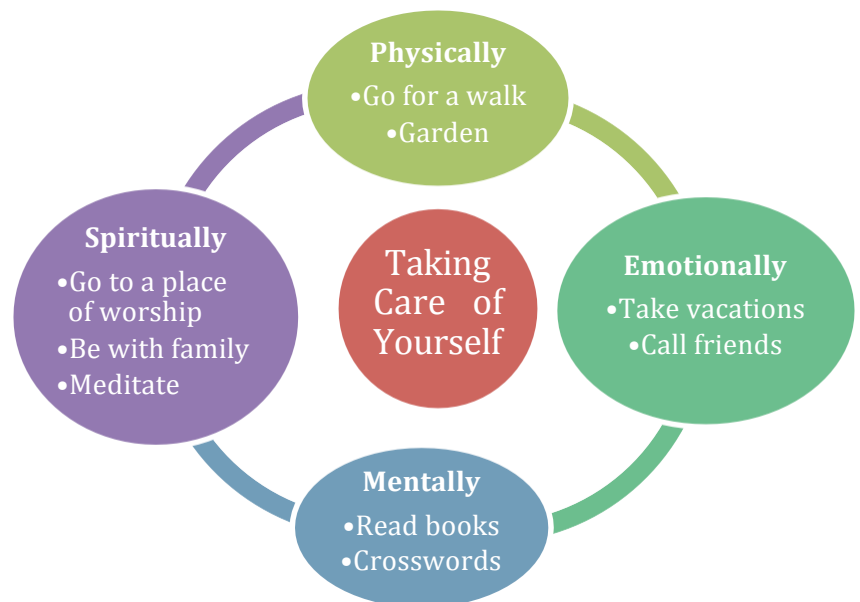 Physically
•Go for a walk
•Garden
Spiritually
•Go to a place
of worship
•Be with family
•Meditate
Taking
Care of
Yourself
Emotionally
•Take vacations
•Call friends
Mentally
•Read books
•Crosswords